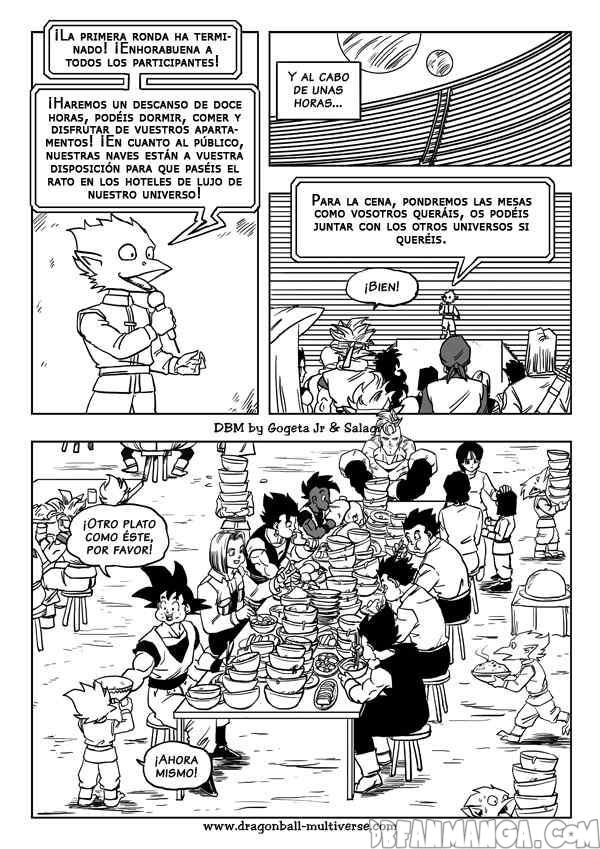 ¡LA PRIMERA RONDA HA TERMI-
NADO! ¡ENHORABUENA A
TODOS LOS PARTICIPANTES!
¡HAREMOS UN DESCANSO DE DOCE
HORAS, PODÉIS DORMIR, COMER Y
DISFRUTAR DE VUESTROS APARTA-
MENTOS! ¡EN CUANTO AL PÚBLICO,
NUESTRAS NAVES ESTÁN A VUESTRA
DISPOSICIÓN PARA QUE PASÉIS EL
RATO EN LOS HOTELES DE LUJO DE
NUESTRO UNIVERSO!
Y AL CABO
DE UNAS
HORAS...
PARA LA CENA, PONDREMOS LAS MESAS
COMO VOSOTROS QUERÁIS, OS PODÉIS
JUNTAR CON LOS OTROS UNIVERSOS SI
QUERÉIS.
¡BIEN!
DBM by Gogeta Jr & Salag
¡OTRO PLATO
COMO ÉSTE,
POR FAVOR!
¡AHORA
MISMO!
www.dragonball-multiverse.com
DBFANMANGA.COM